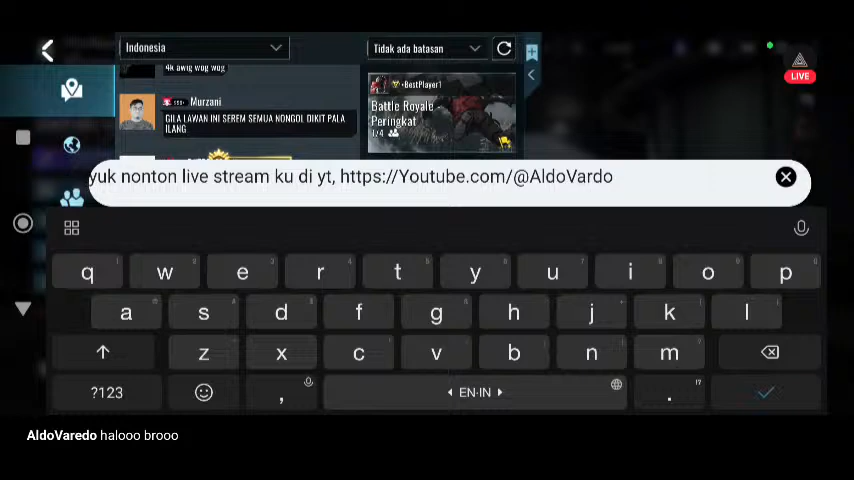 Indonesia
Tidak ada batasan
4k awig wog wog
Murzani
GILA LAWAN INI SEREM SEMUA NONGOL DIKIT PALA
ILANG
•BestPlayer1
Battle Royale
Peringkat
1/4
LIVE
yuk nonton live stream ku di yt, https://Youtube.com/@AldoVardo
q w e r t y u i o p
a s d f g h j k l
z x c v b n m
?123 , EN-IN .
AldoVaredo halooo brooo